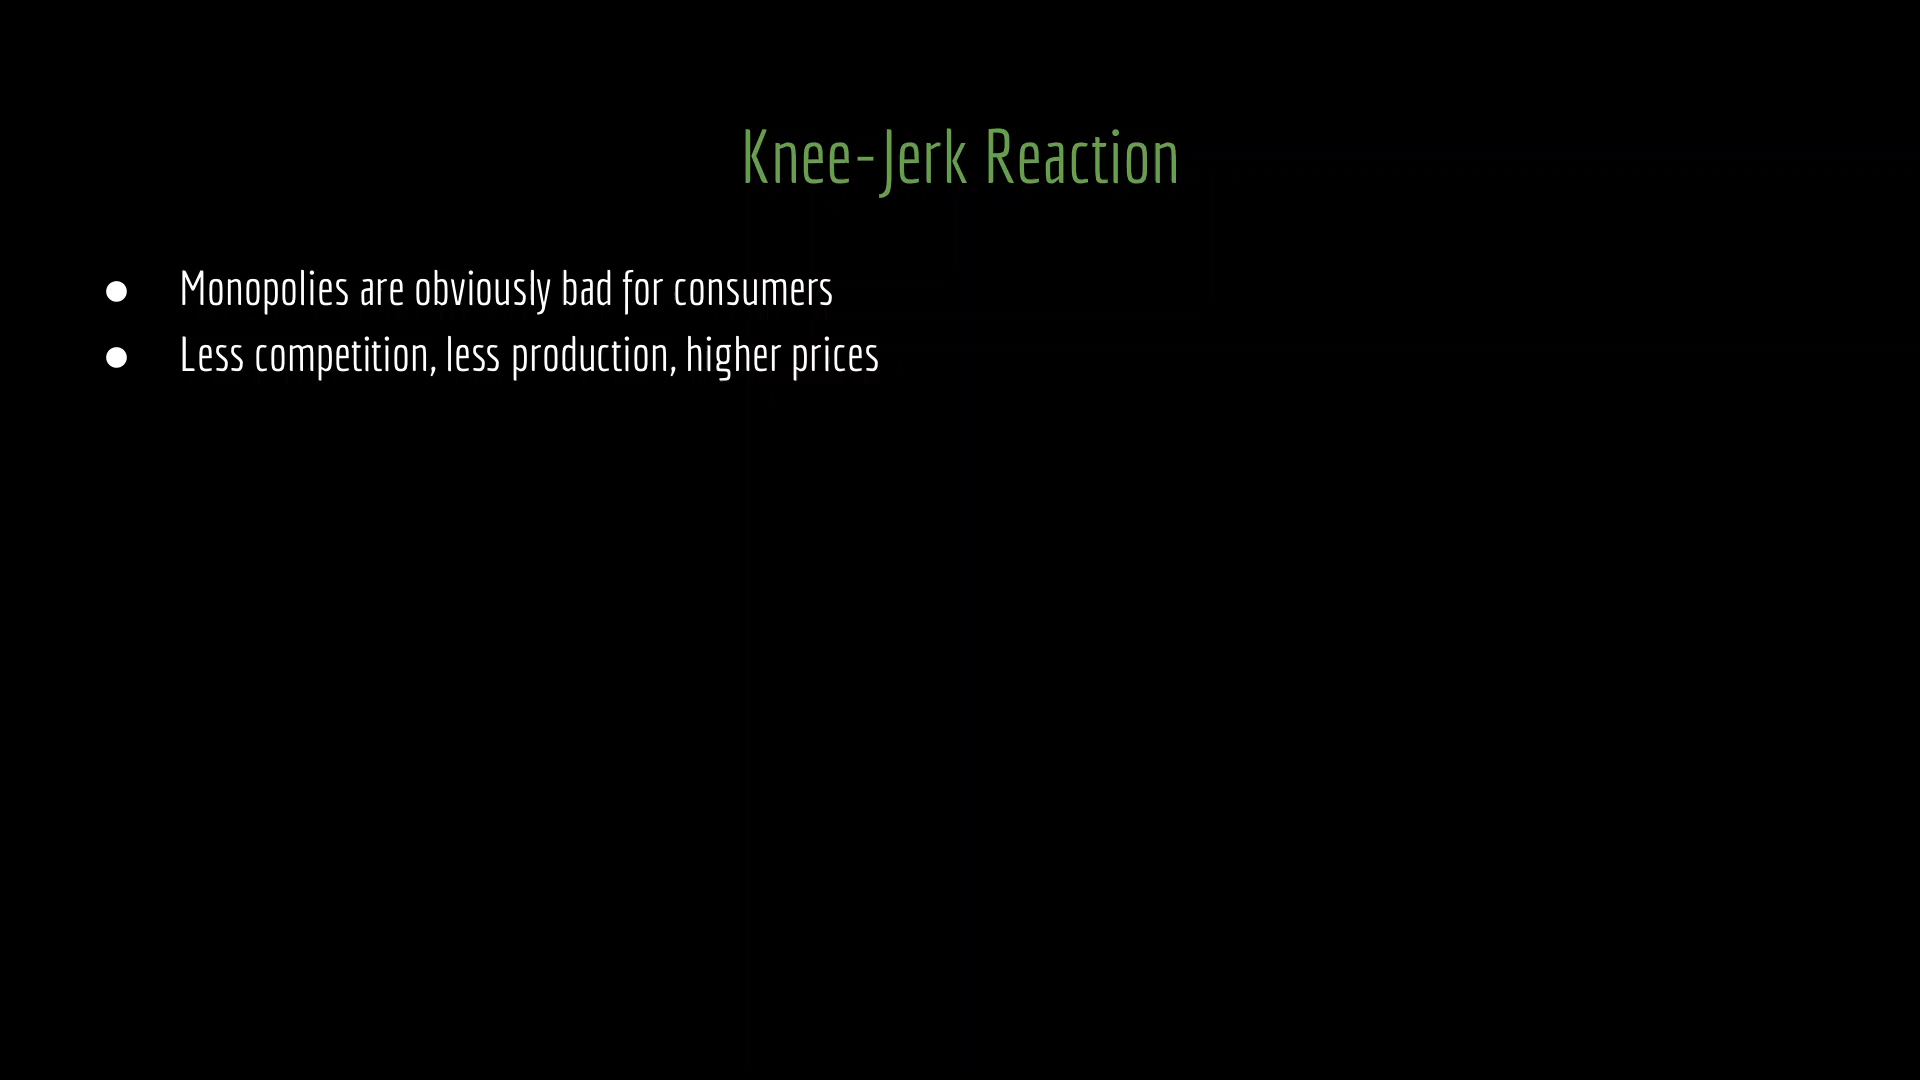 Knee-Jerk Reaction
● Monopolies are obviously bad for consumers
● Less competition, less production, higher prices